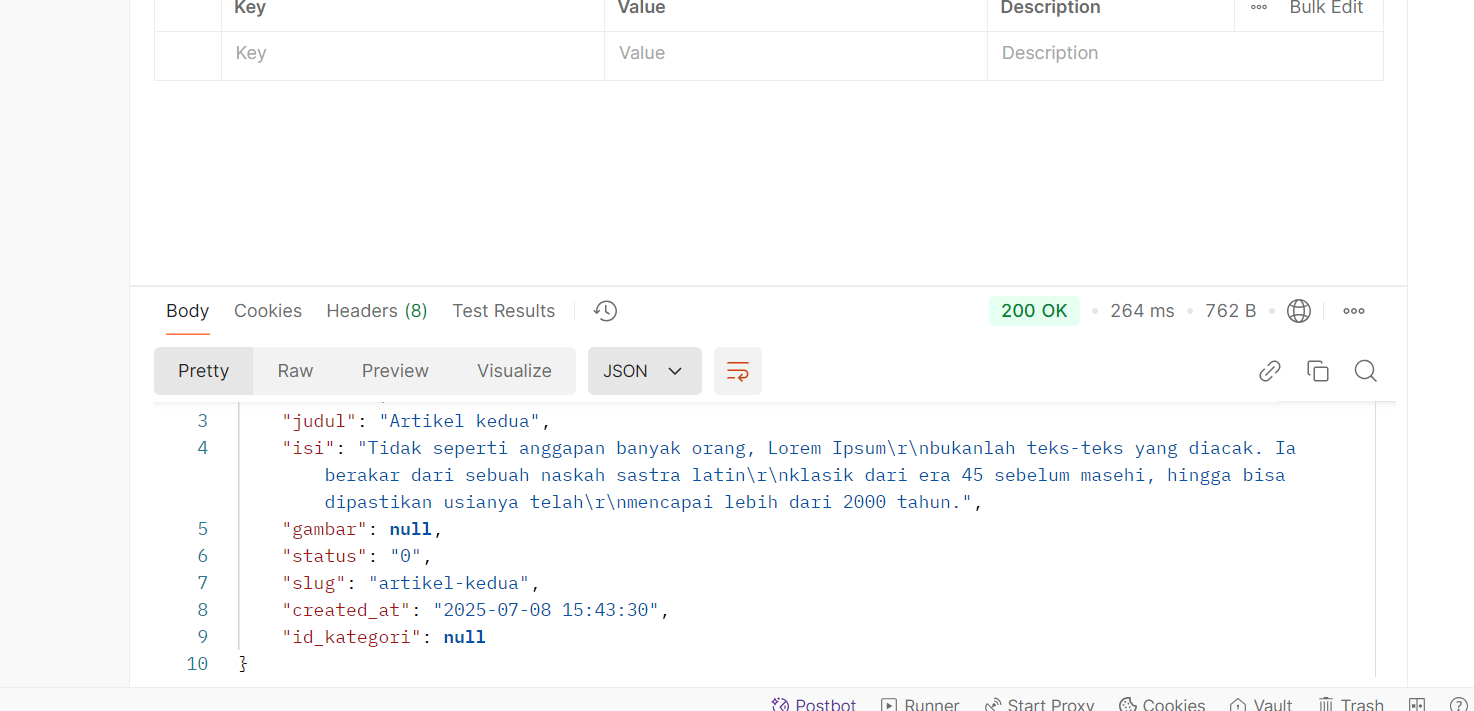 Key Value Description ••• Bulk Edit
Key Value Description
Body Cookies Headers (8) Test Results 200 OK • 264 ms • 762 B •
Pretty Raw Preview Visualize JSON
3 "judul": "Artikel kedua",
4 "isi": "Tidak seperti anggapan banyak orang, Lorem Ipsum\r\nbukanlah teks-teks yang diacak. Ia
berakar dari sebuah naskah sastra latin\r\nklasik dari era 45 sebelum masehi, hingga bisa
dipastikan usianya telah\r\nmencapai lebih dari 2000 tahun.",
5 "gambar": null,
6 "status": "0",
7 "slug": "artikel-kedua",
8 "created_at": "2025-07-08 15:43:30",
9 "id_kategori": null
10 }
Postbot Runner Start Proxy Cookies Vault Trash